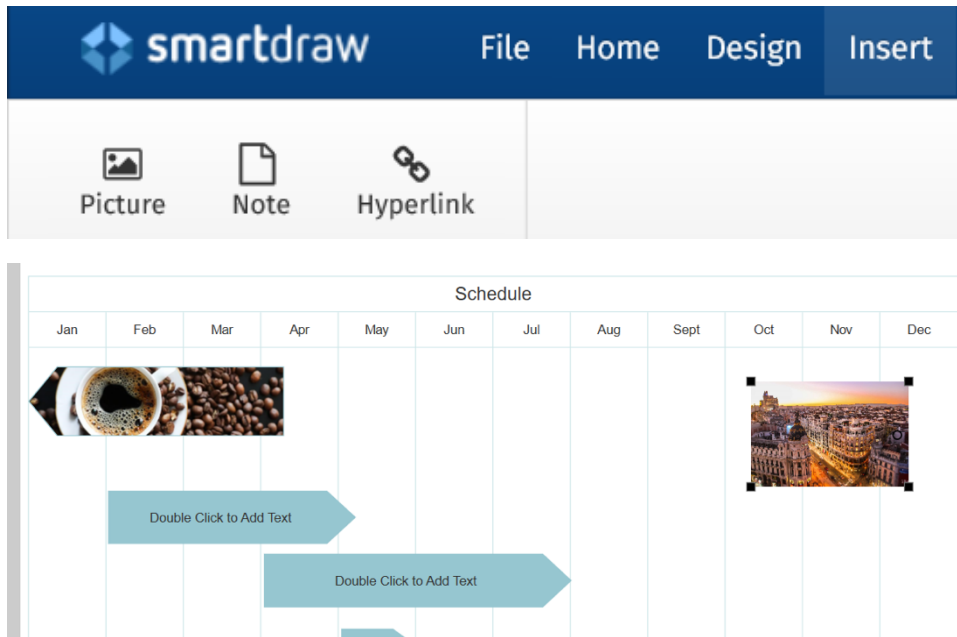 smartdraw File Home Design Insert
Picture Note Hyperlink
Schedule
Jan Feb Mar Apr May Jun Jul Aug Sept Oct Nov Dec
Double Click to Add Text
Double Click to Add Text